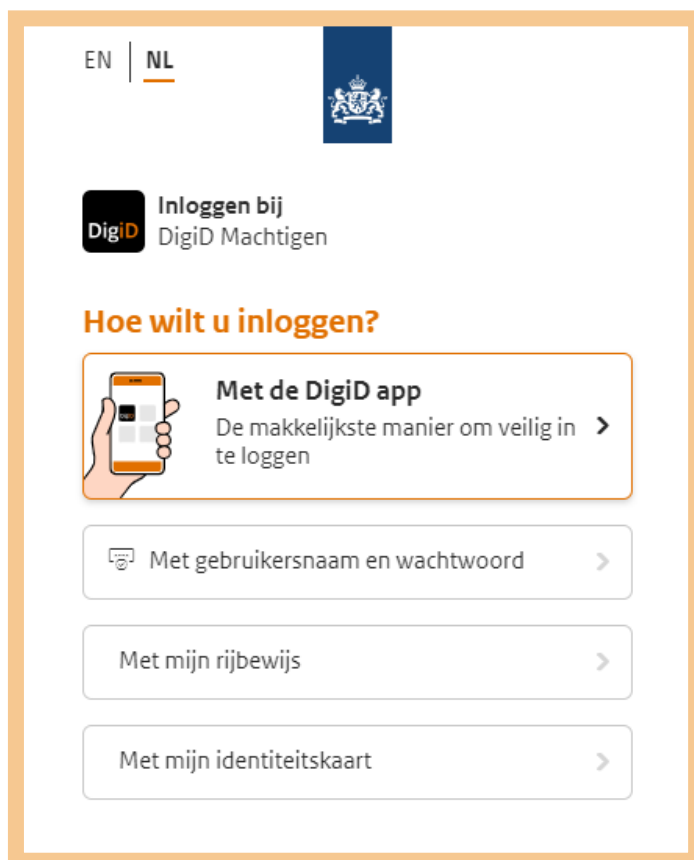 EN | NL
DigiD
Inloggen bij
DigiD Machtigen
Hoe wilt u inloggen?
Met de DigiD app
De makkelijkste manier om veilig in
te loggen
Met gebruikersnaam en wachtwoord
Met mijn rijbewijs
Met mijn identiteitskaart